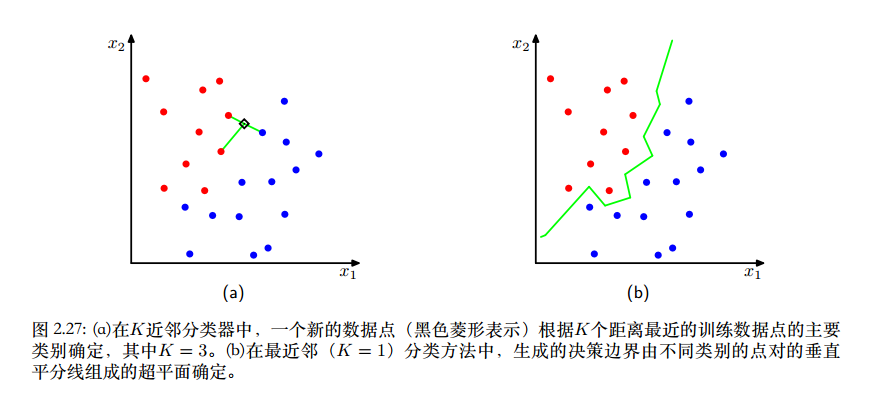 x₂
x₂
x₁
x₁
(a)
(b)
图 2.27: (a)在K近邻分类器中，一个新的数据点（黑色菱形表示）根据K个距离最近的训练数据点的主要
类别确定，其中K = 3。(b)在最近邻（K = 1）分类方法中，生成的决策边界由不同类别的点对的垂直
平分线组成的超平面确定。